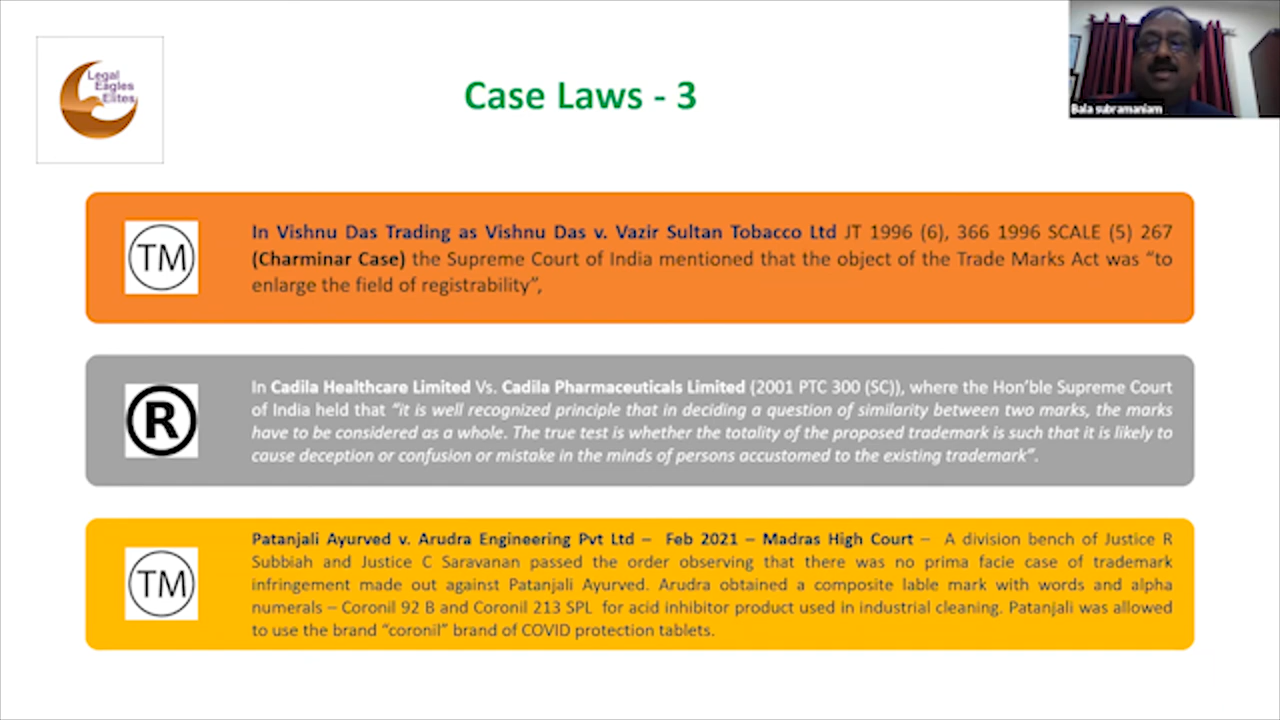 Legal
Eagles
Elites
Case Laws - 3
Bala subramaniam
TM
In Vishnu Das Trading as Vishnu Das v. Vazir Sultan Tobacco Ltd JT 1996 (6), 366 1996 SCALE (5) 267
(Charminar Case) the Supreme Court of India mentioned that the object of the Trade Marks Act was “to
enlarge the field of registrability”,
®
In Cadila Healthcare Limited Vs. Cadila Pharmaceuticals Limited (2001 PTC 300 (SC)), where the Hon’ble Supreme Court
of India held that “it is well recognized principle that in deciding a question of similarity between two marks, the marks
have to be considered as a whole. The true test is whether the totality of the proposed trademark is such that it is likely to
cause deception or confusion or mistake in the minds of persons accustomed to the existing trademark”.
TM
Patanjali Ayurved v. Arudra Engineering Pvt Ltd – Feb 2021 – Madras High Court – A division bench of Justice R
Subbiah and Justice C Saravanan passed the order observing that there was no prima facie case of trademark
infringement made out against Patanjali Ayurved. Arudra obtained a composite lable mark with words and alpha
numerals – Coronil 92 B and Coronil 213 SPL for acid inhibitor product used in industrial cleaning. Patanjali was allowed
to use the brand “coronil” brand of COVID protection tablets.